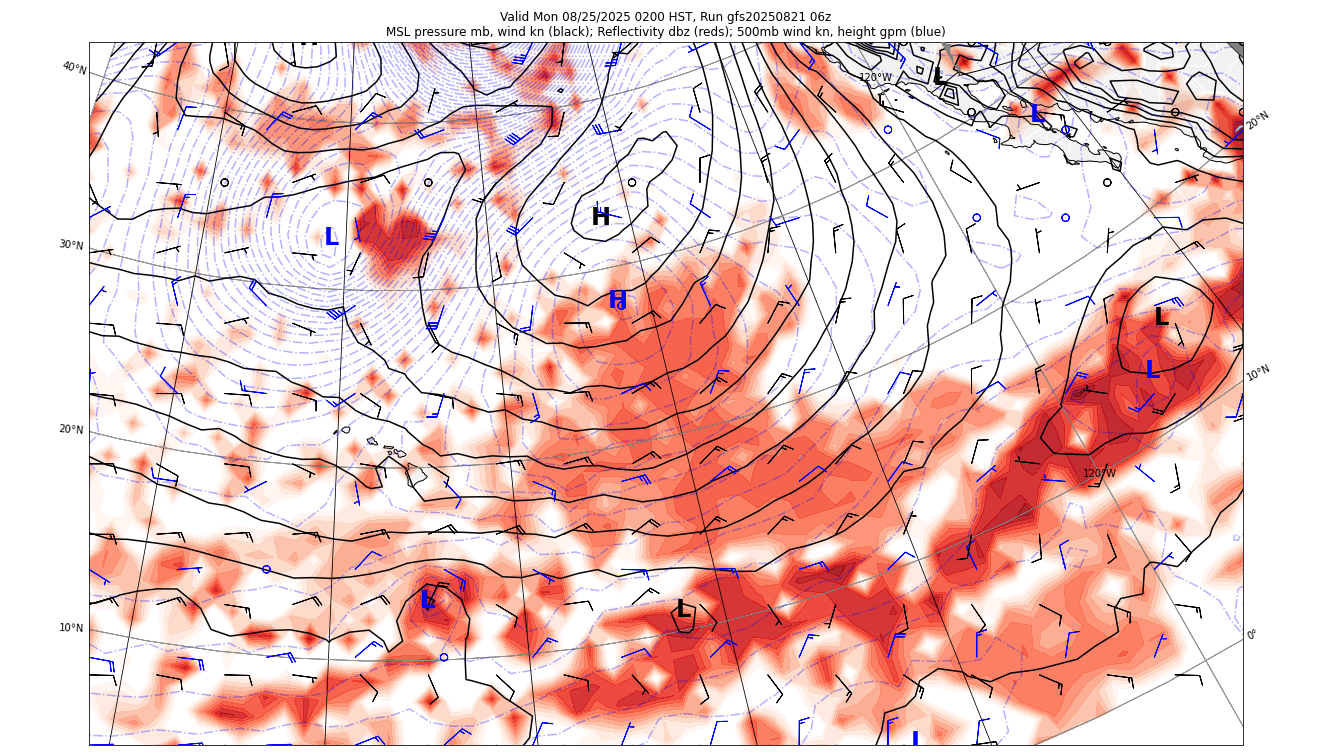 Valid Mon 08/25/2025 0200 HST, Run gfs20250821 06z
MSL pressure mb, wind kn (black); Reflectivity dbz (reds); 500mb wind kn, height gpm (blue)
40°N
120°W
L
L
20°N
30°N
L
H
H
L
L
10°N
20°N
120°W
10°N
L
L
0°
L